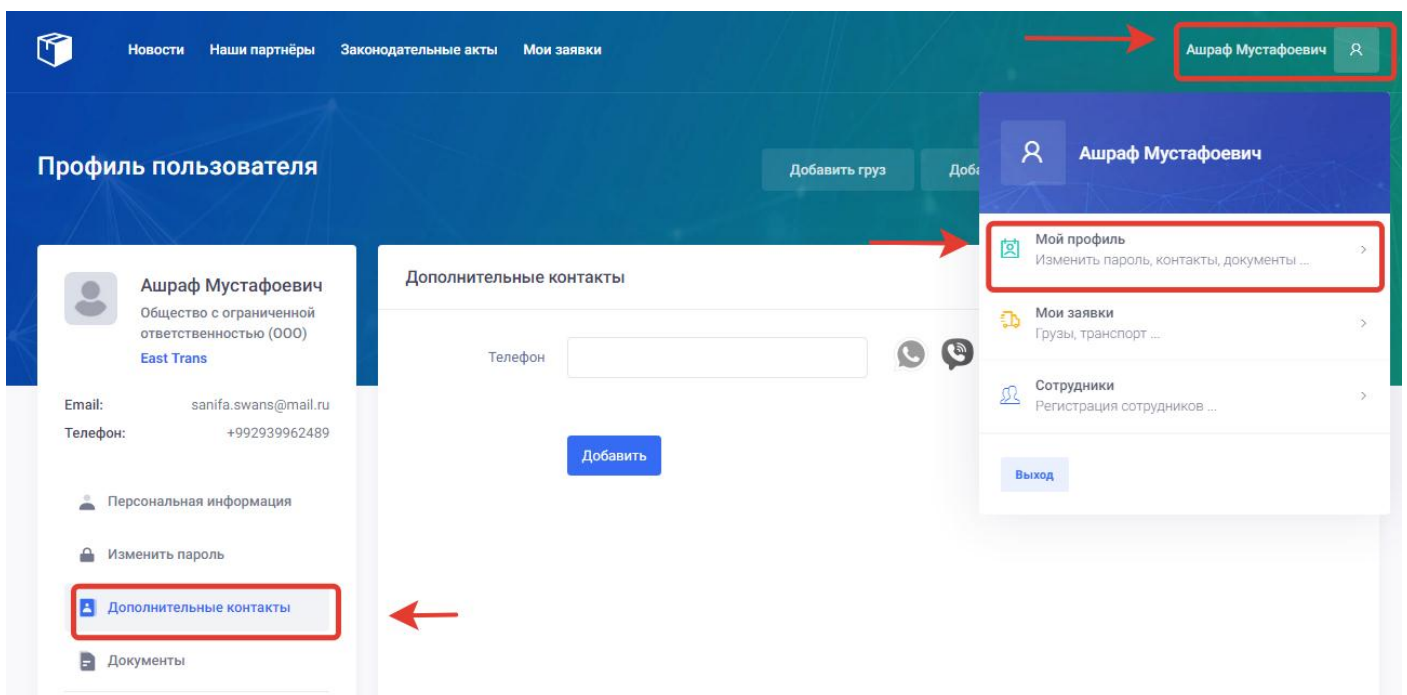 Новости Наши партнёры Законодательные акты Мои заявки
Ашраф Мустафоевич
Профиль пользователя
Добавить груз
Ашраф Мустафоевич
Мой профиль
Изменить пароль, контакты, документы ...
Мои заявки
Грузы, транспорт ...
Сотрудники
Регистрация сотрудников ...
Выход
Ашраф Мустафоевич
Общество с ограниченной
ответственностью (ООО)
East Trans
Email: sanifa.swans@mail.ru
Телефон: +992939962489
Персональная информация
Изменить пароль
Дополнительные контакты
Документы
Дополнительные контакты
Телефон
Добавить